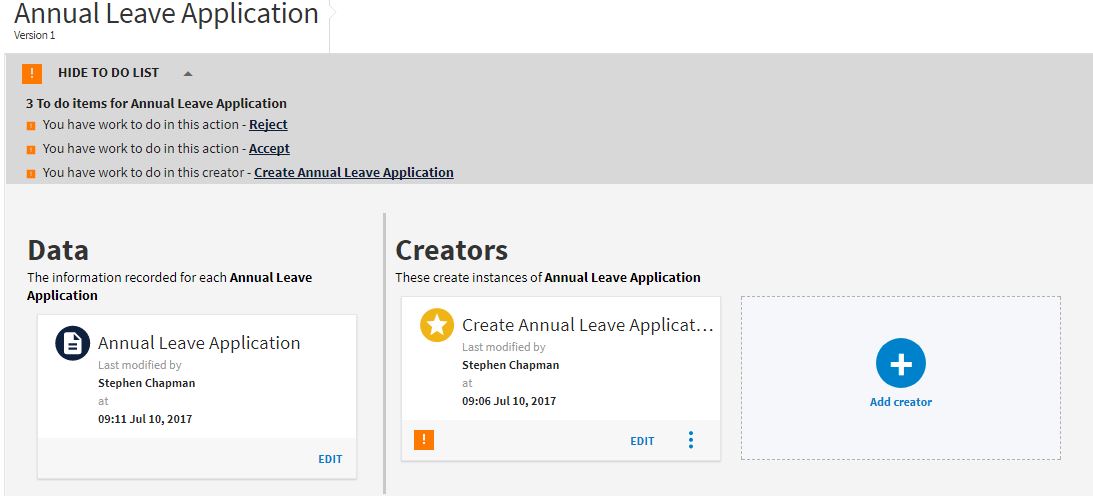 Annual Leave Application
Version 1
! HIDE TO DO LIST
3 To do items for Annual Leave Application
! You have work to do in this action - Reject
! You have work to do in this action - Accept
! You have work to do in this creator - Create Annual Leave Application
Data
The information recorded for each Annual Leave
Application
Annual Leave Application
Last modified by
Stephen Chapman
at
09:11 Jul 10, 2017
EDIT
Creators
These create instances of Annual Leave Application
Create Annual Leave Applicat...
Last modified by
Stephen Chapman
at
09:06 Jul 10, 2017
! EDIT
Add creator